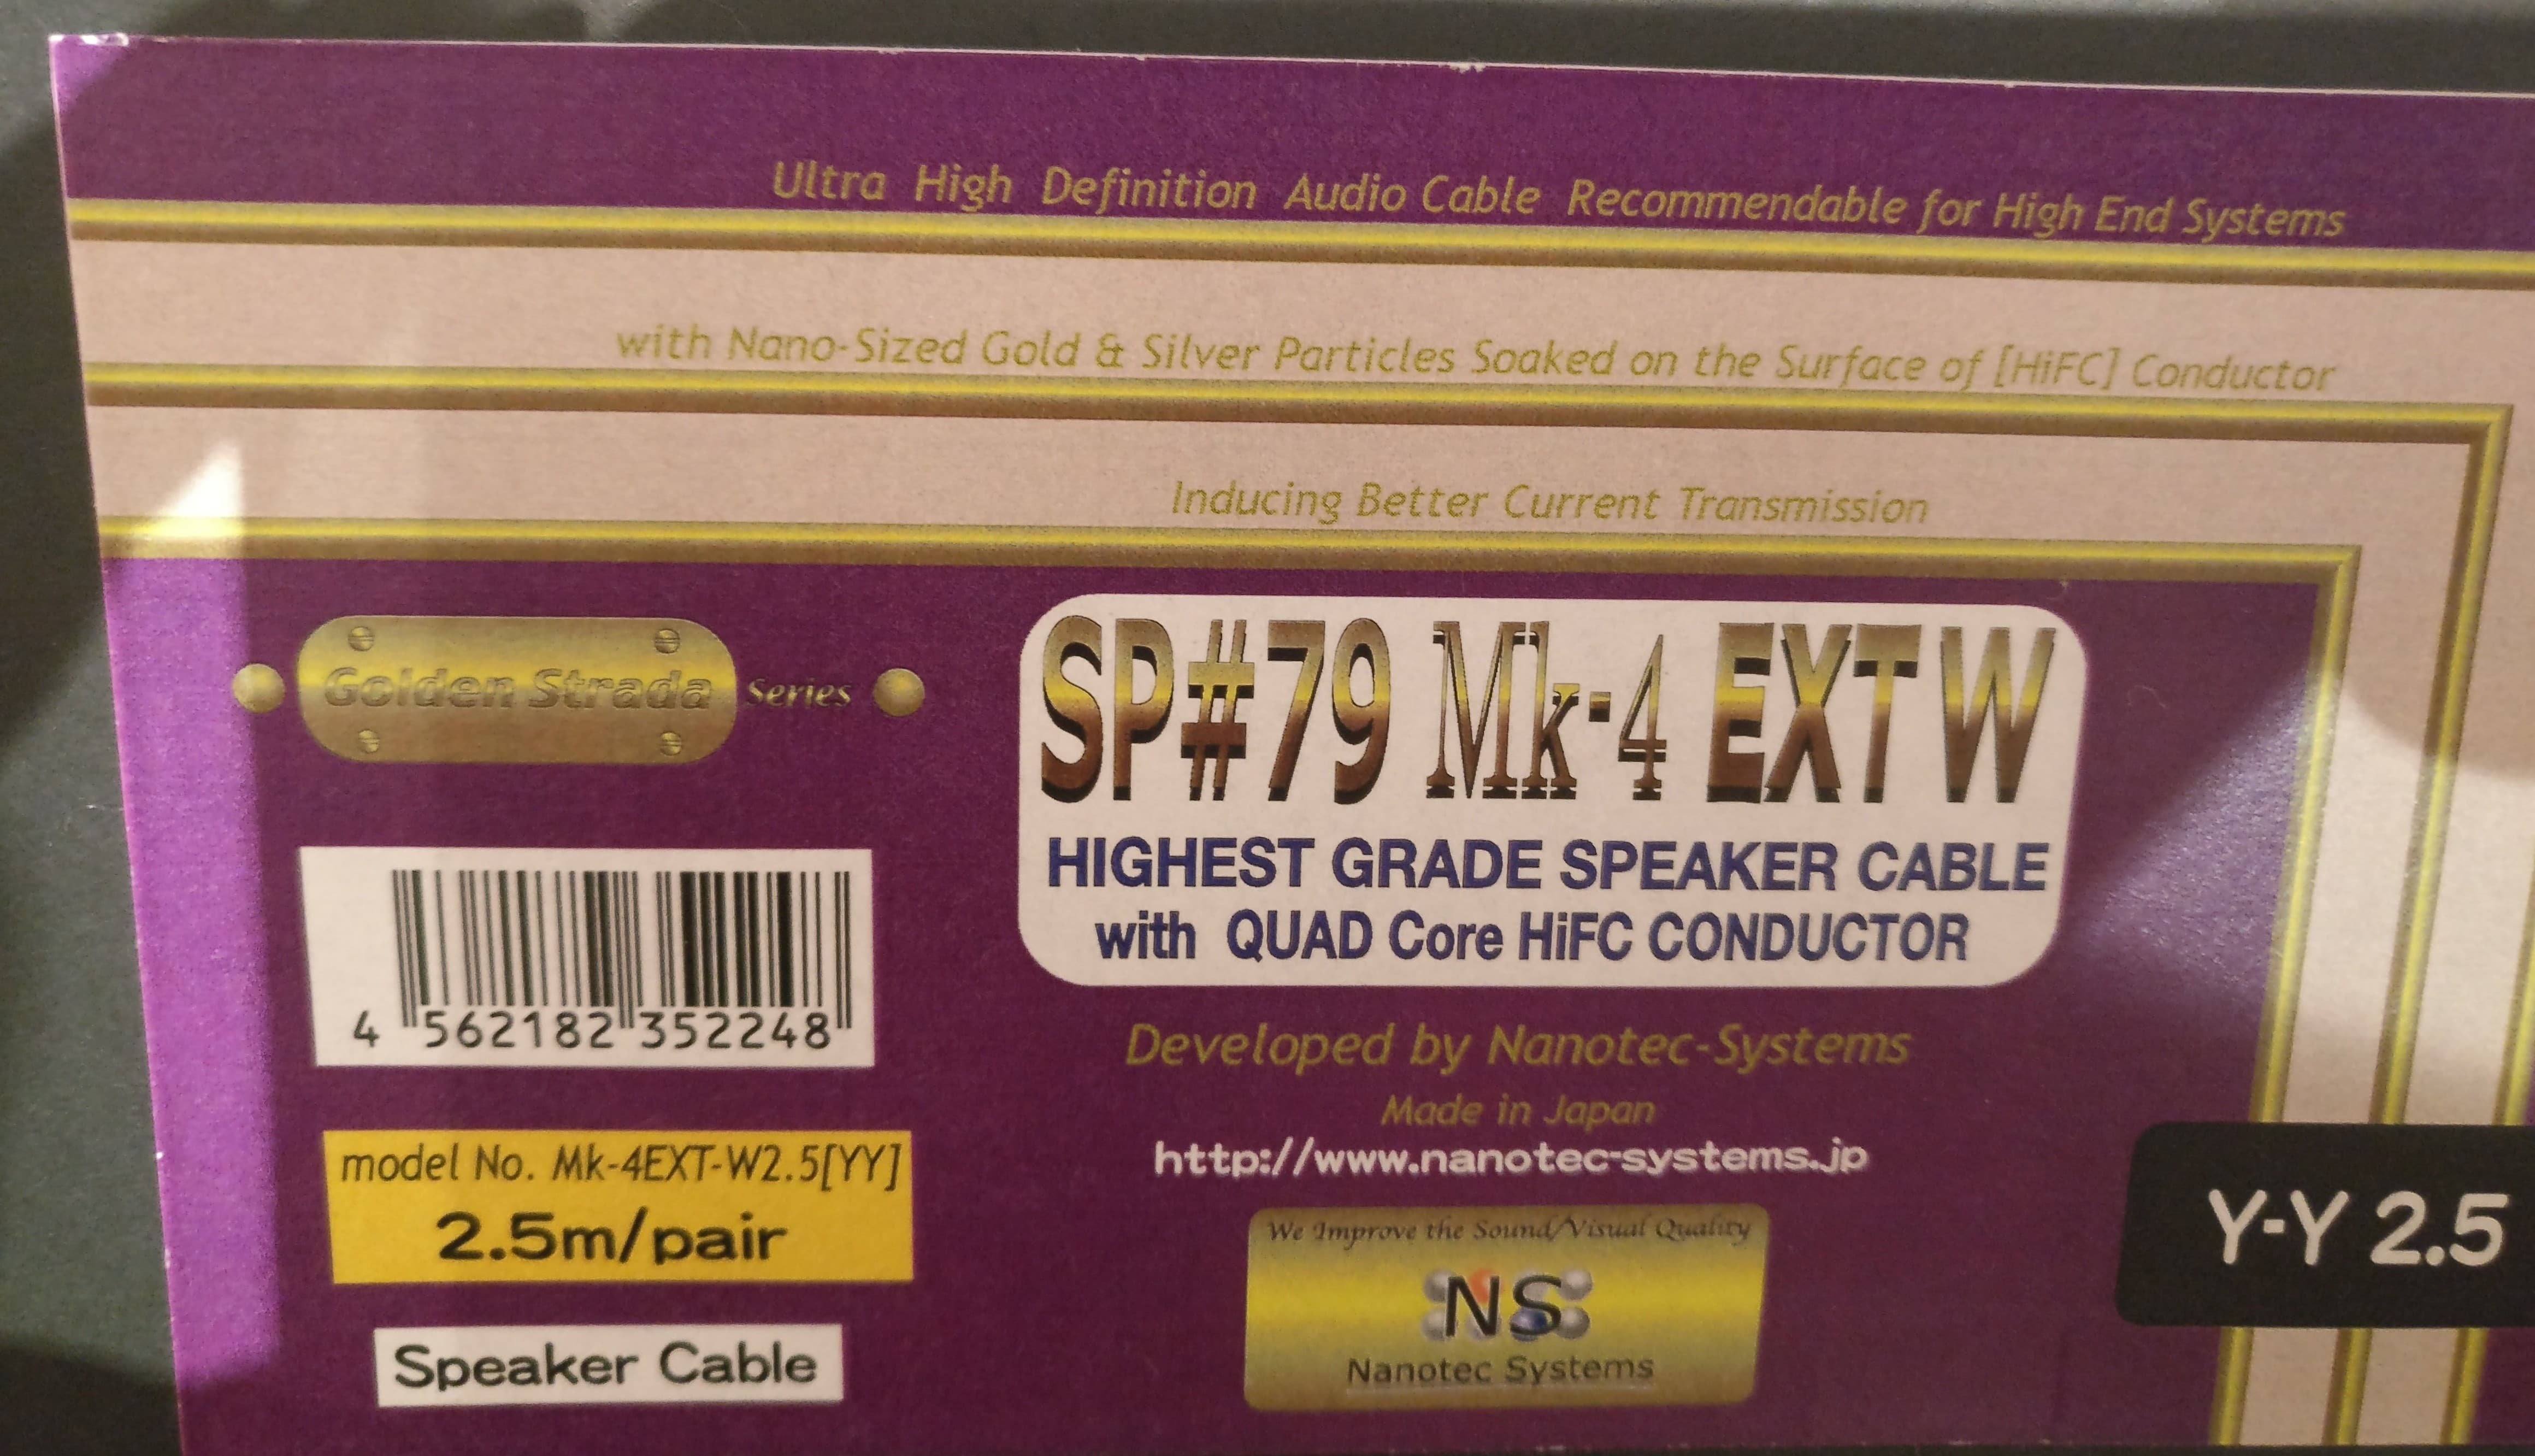 Ultra High Definition Audio Cable Recommendable for High End Systems
with Nano-Sized Gold & Silver Particles Soaked on the Surface of [HiFC] Conductor
Inducing Better Current Transmission
Golden Strada Series
SP#79 Mk-4 EXT W
HIGHEST GRADE SPEAKER CABLE
with QUAD Core HiFC CONDUCTOR
4 562182 352248
Developed by Nanotec-Systems
Made in Japan
http://www.nanotec-systems.jp
model No. Mk-4EXT-W2.5[YY]
2.5m/pair
Speaker Cable
We Improve the Sound/Visual Quality
NS
Nanotec Systems
Y-Y 2.5